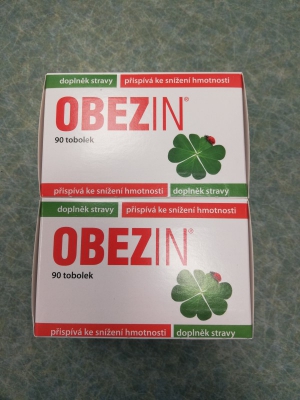 doplněk stravy přispívá ke snížení hmotnosti
OBEZIN®
90 tobolek
přispívá ke snížení hmotnosti doplněk stravy
doplněk stravy přispívá ke snížení hmotnosti
OBEZIN®
90 tobolek
přispívá ke snížení hmotnosti doplněk stravy